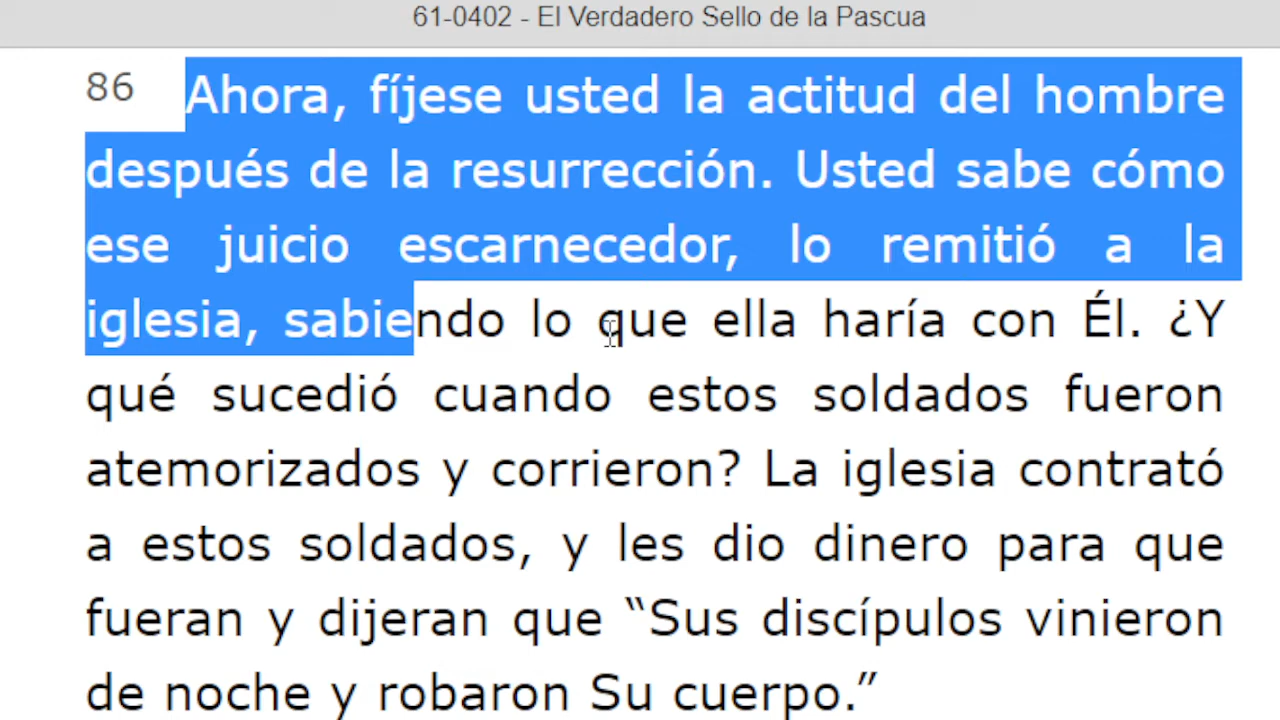 61-0402 - El Verdadero Sello de la Pascua
86 Ahora, fíjese usted la actitud del hombre
después de la resurrección. Usted sabe cómo
ese juicio escarnecedor, lo remitió a la
iglesia, sabiendo lo que ella haría con Él. ¿Y
qué sucedió cuando estos soldados fueron
atemorizados y corrieron? La iglesia contrató
a estos soldados, y les dio dinero para que
fueran y dijeran que “Sus discípulos vinieron
de noche y robaron Su cuerpo.”